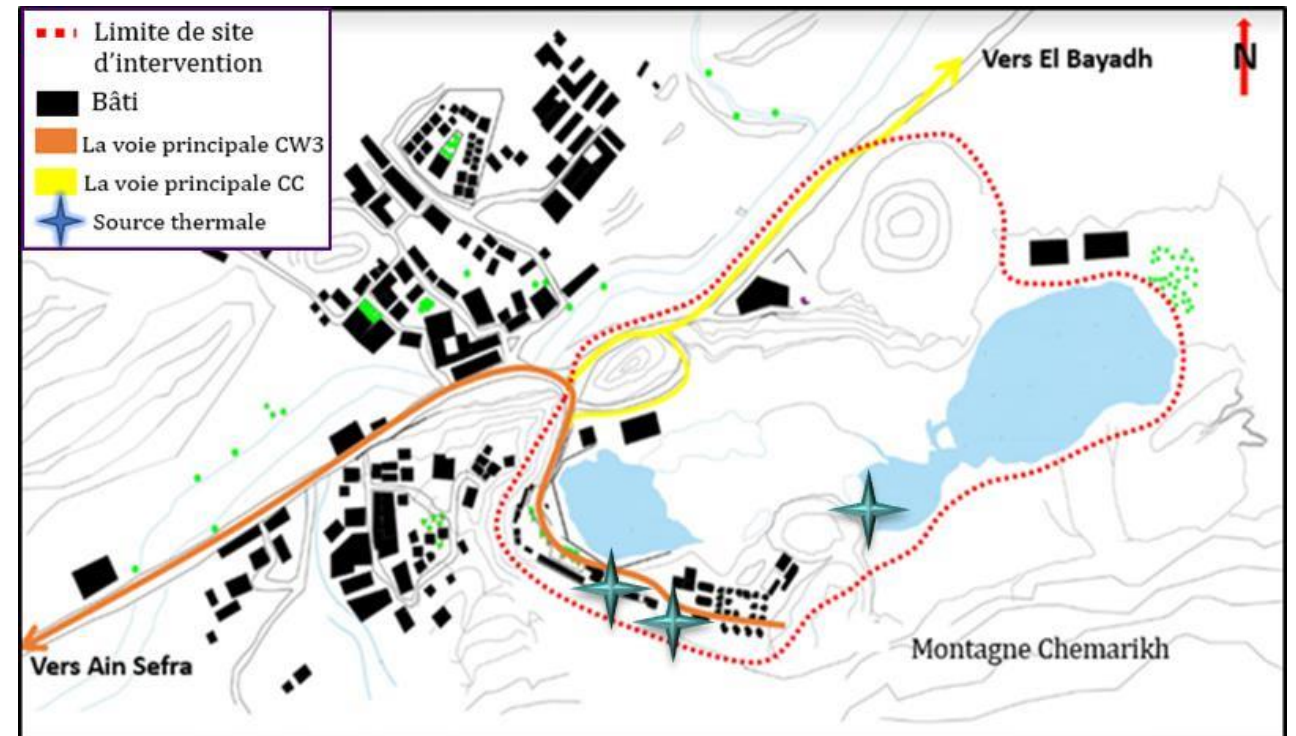 Limite de site
d'intervention
Bâti
La voie principale CW3
La voie principale CC
Source thermale
Vers El Bayadh
N
Vers Ain Sefra
Montagne Chemarikh